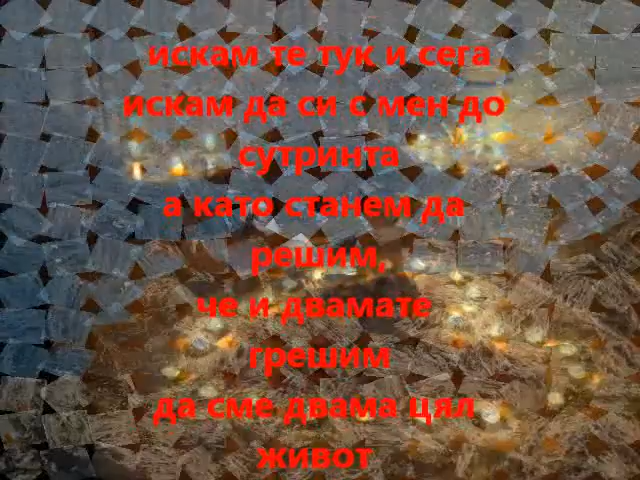 искам те тук и сега
искам да си с мен до
сутринта
а като станем да
решим,
че и двамате
грешим
да сме двама цял
живот